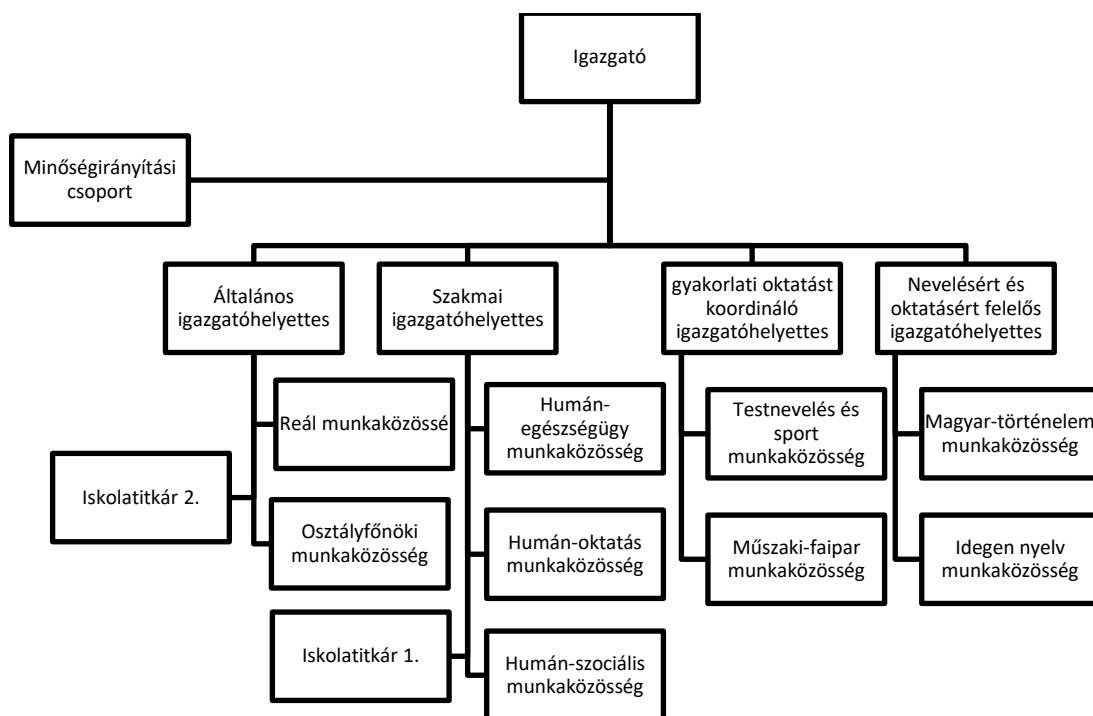 Igazgató
Minőségirányítási
csoport
Általános
igazgatóhelyettes
Szakmai
igazgatóhelyettes
gyakorlati oktatást
koordináló
igazgatóhelyettes
Nevelésért és
oktatásért felelős
igazgatóhelyettes
Reál munkaközössé
Humán-
egészségügy
munkaközösség
Testnevelés és
sport
munkaközösség
Magyar-történelem
munkaközösség
Iskolatitkár 2.
Osztályfőnöki
munkaközösség
Humán-oktatás
munkaközösség
Műszaki-faipar
munkaközösség
Idegen nyelv
munkaközösség
Iskolatitkár 1.
Humán-szociális
munkaközösség